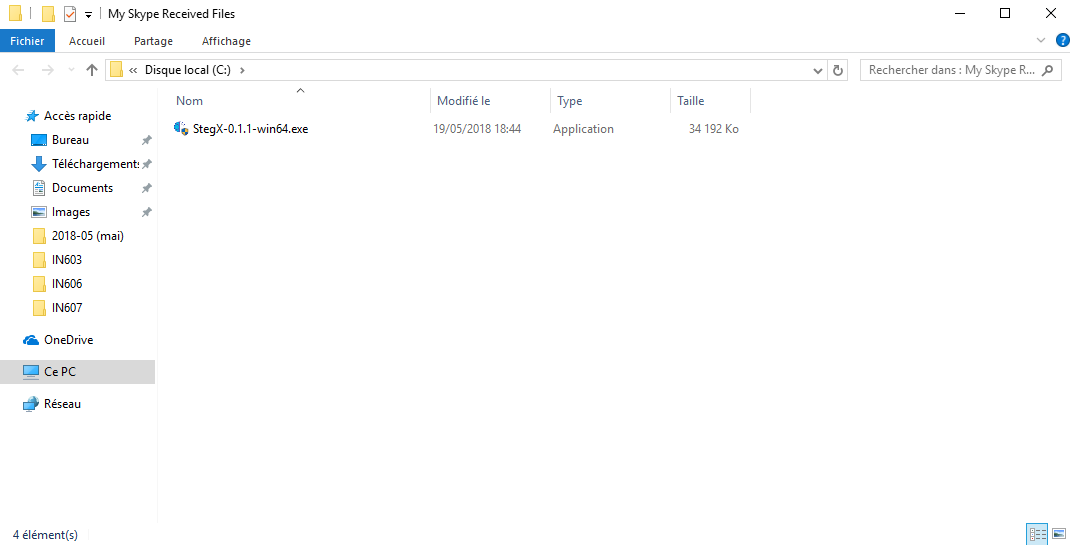 My Skype Received Files
Fichier Accueil Partage Affichage
« Disque local (C:) Rechercher dans : My Skype R...
Nom Modifié le Type Taille
StegX-0.1.1-win64.exe 19/05/2018 18:44 Application 34 192 Ko
Accès rapide
Bureau
Téléchargements
Documents
Images
2018-05 (mai)
IN603
IN606
IN607
OneDrive
Ce PC
Réseau
4 élément(s)